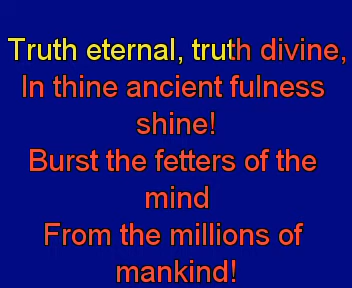 Truth eternal, truth divine,
In thine ancient fulness
shine!
Burst the fetters of the
mind
From the millions of
mankind!